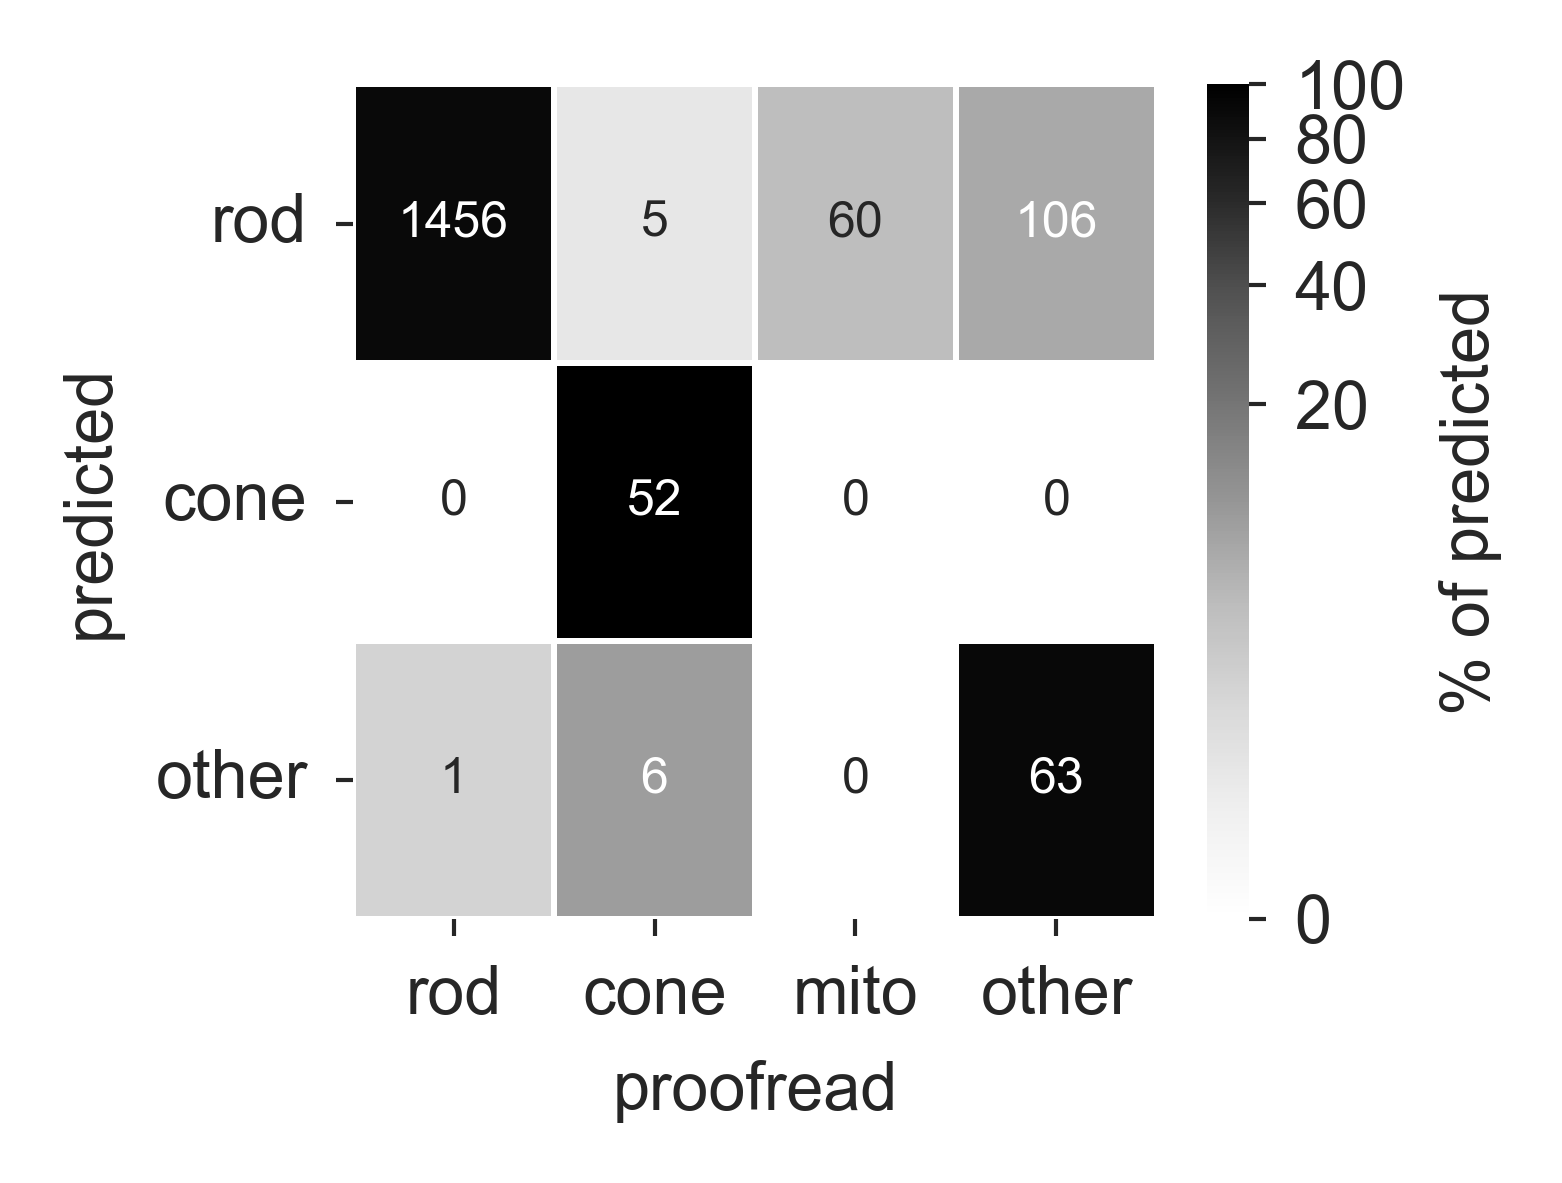 predicted
rod
1456 5 60 106
cone
0 52 0 0
other
1 6 0 63
rod cone mito other
proofread
100
80
60
40
20
0
% of predicted